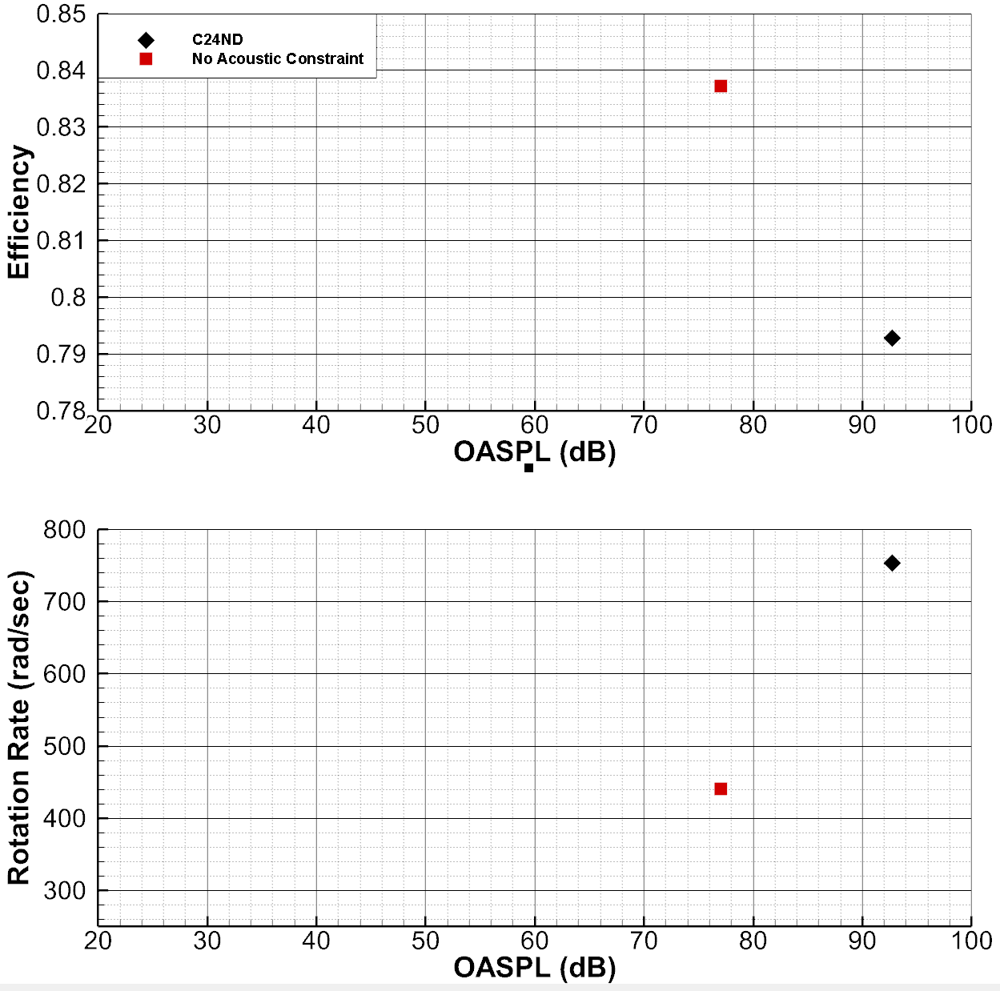 0.85
C24ND
No Acoustic Constraint
0.84
0.83
0.82
0.81
0.8
0.79
0.78
Efficiency
20 30 40 50 60 70 80 90 100
OASPL (dB)
800
700
600
500
400
300
Rotation Rate (rad/sec)
20 30 40 50 60 70 80 90 100
OASPL (dB)